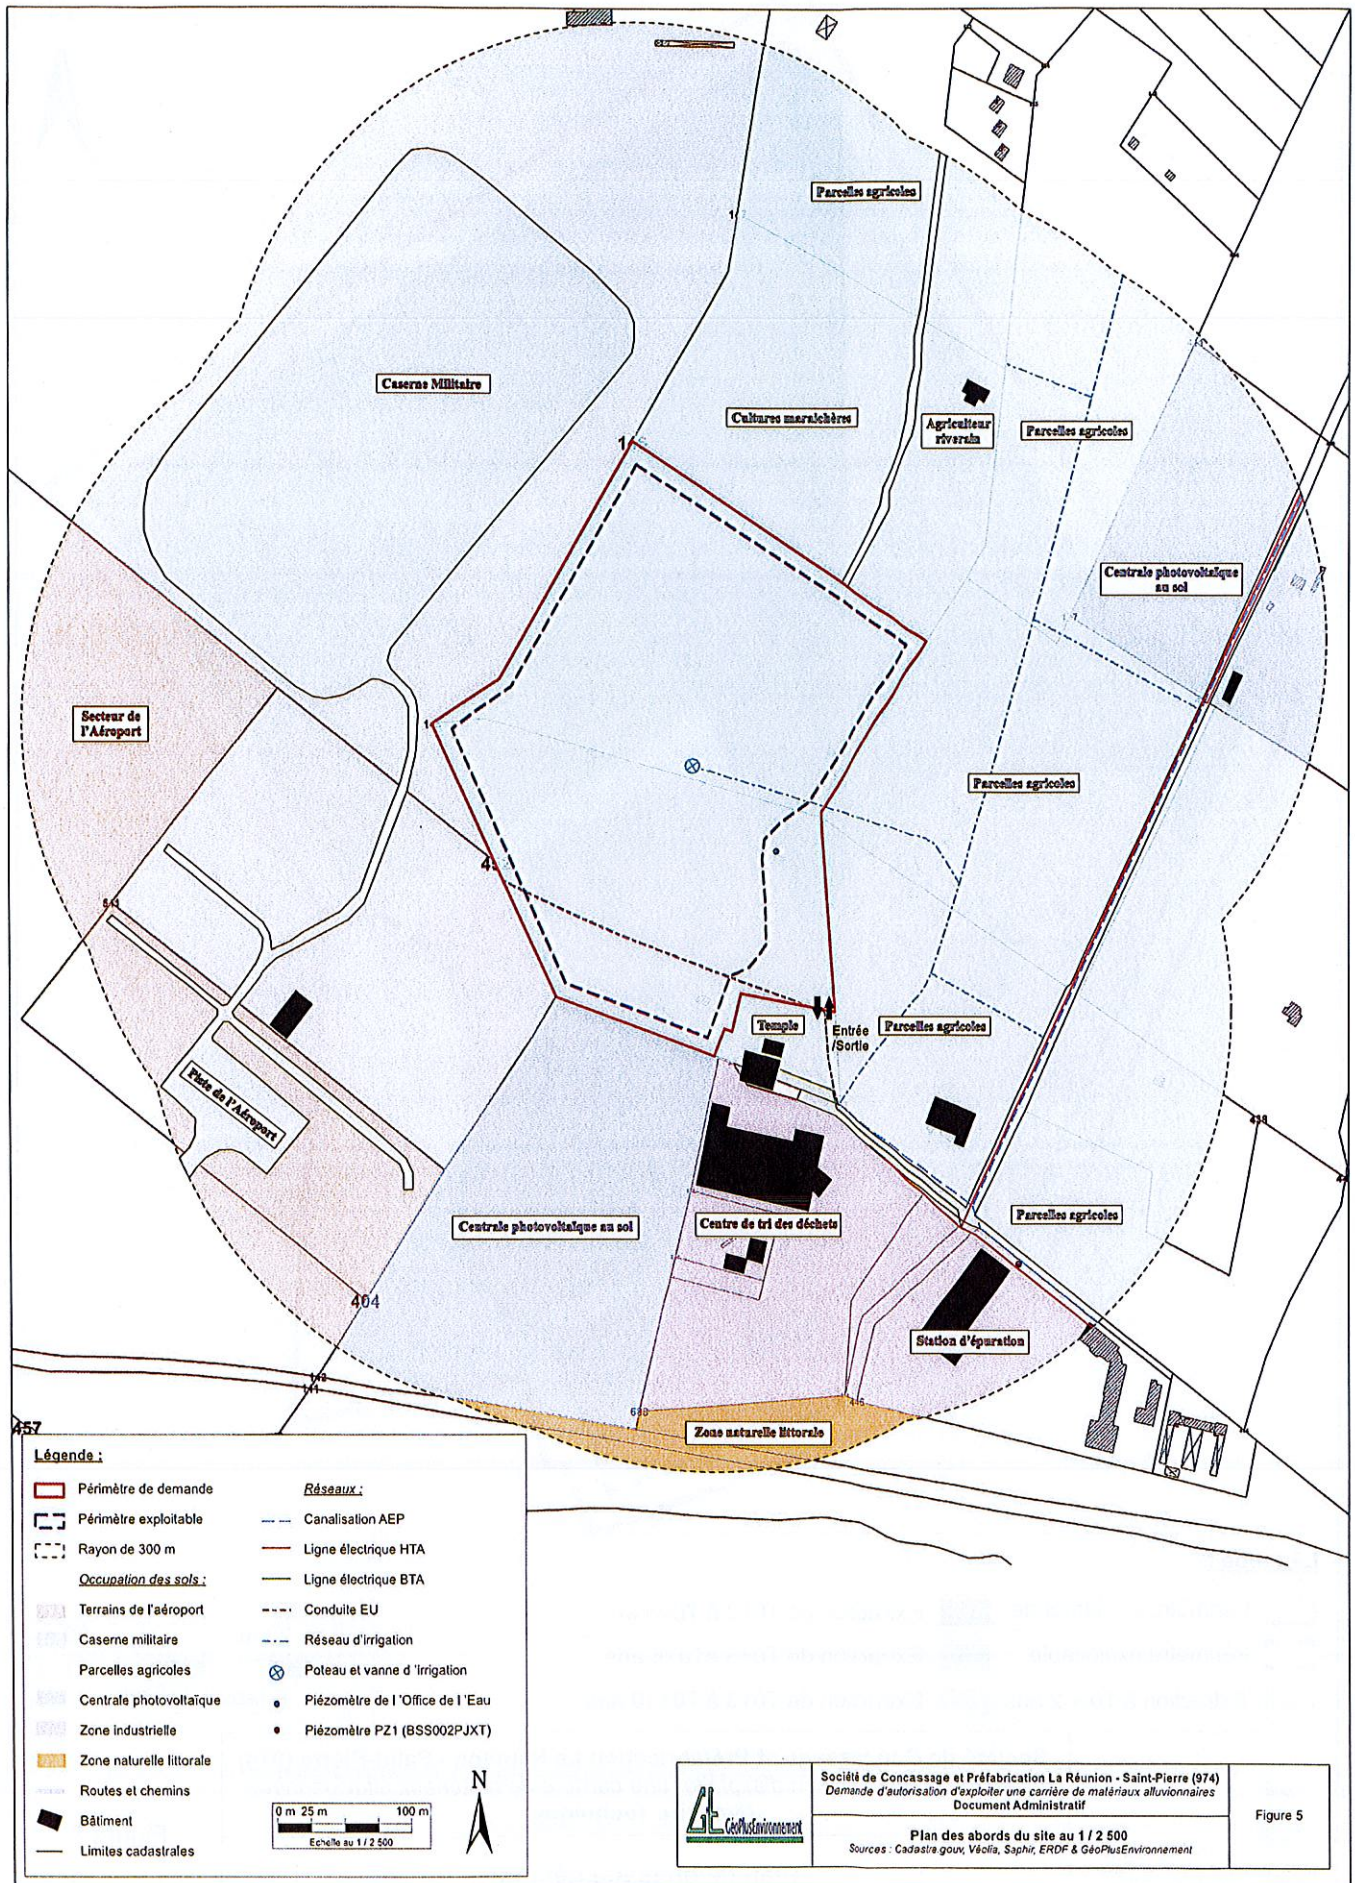 Parcelles agricoles
Caserne Militaire
Cultures maraîchères
Agriculteur
riverain
Parcelles agricoles
Centrale photovoltaïque
au sol
Secteur de
l'Aéroport
Parcelles agricoles
Temple
Entrée
/Sortie
Parcelles agricoles
Piste de l'Aéroport
438
Centrale photovoltaïque au sol
Centre de tri des déchets
Parcelles agricoles
404
Station d'épuration
142
141
457
Zone naturelle littorale
Légende :
Périmètre de demande
Périmètre exploitable
Rayon de 300 m
Occupation des sols :
Terrains de l'aéroport
Caserne militaire
Parcelles agricoles
Centrale photovoltaïque
Zone industrielle
Zone naturelle littorale
Routes et chemins
Bâtiment
Limites cadastrales
Réseaux :
Canalisation AEP
Ligne électrique HTA
Ligne électrique BTA
Conduite EU
Réseau d'irrigation
Poteau et vanne d 'Irrigation
Piézomètre de l 'Office de l 'Eau
Piézomètre PZ1 (BSS002PJXT)
0 m 25 m 100 m
Echelle au 1 / 2 500
N
GéoPlusEnvironnement
Société de Concassage et Préfabrication La Réunion - Saint-Pierre (974)
Demande d'autorisation d'exploiter une carrière de matériaux alluvionnaires
Document Administratif
Plan des abords du site au 1 / 2 500
Sources : Cadastre.gouv, Véolia, Saphir, ERDF & GéoPlusEnvironnement
Figure 5